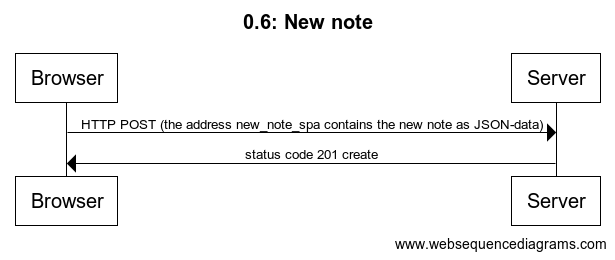 0.6: New note
Browser
Server
HTTP POST (the address new_note_spa contains the new note as JSON-data)
status code 201 create
Browser
Server
www.websequencediagrams.com